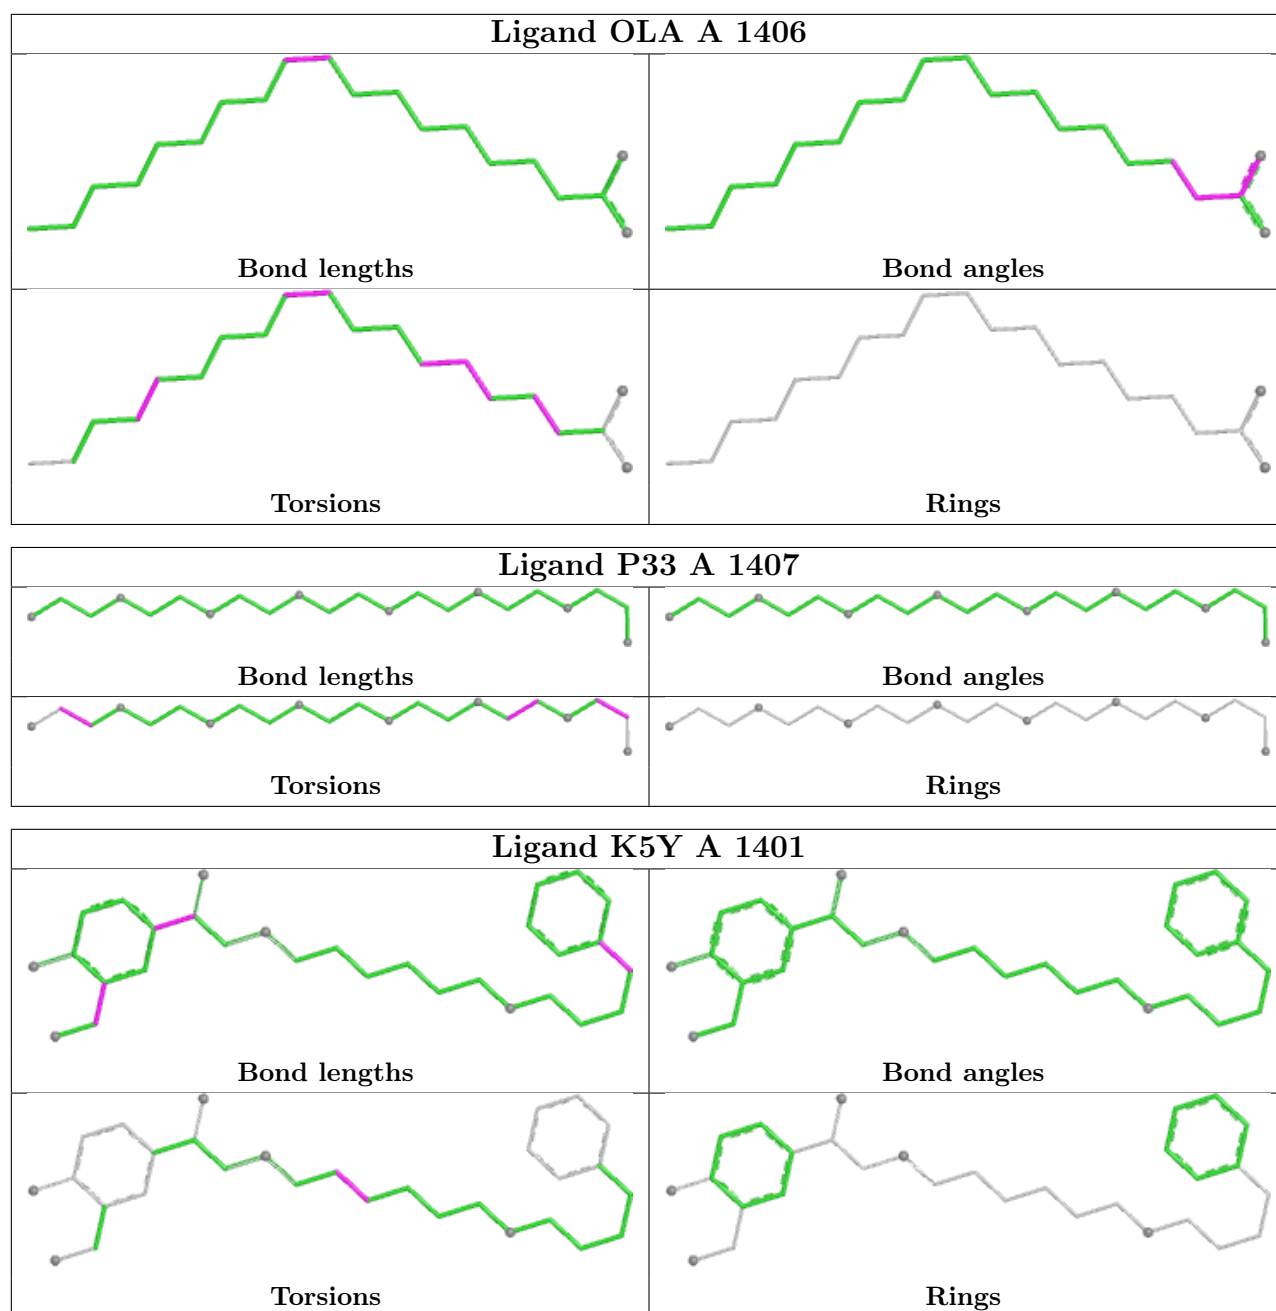 Ligand OLA A 1406
Bond lengths
Bond angles
Torsions
Rings
Ligand P33 A 1407
Bond lengths
Bond angles
Torsions
Rings
Ligand K5Y A 1401
Bond lengths
Bond angles
Torsions
Rings